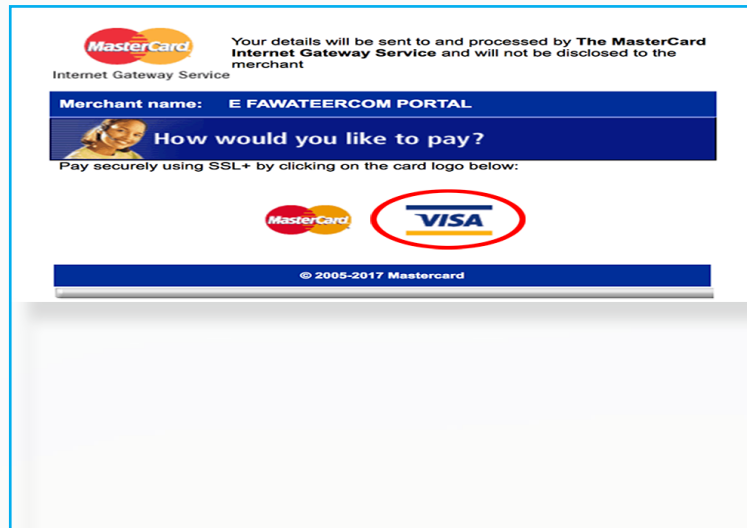 MasterCard
Internet Gateway Service
Your details will be sent to and processed by The MasterCard
Internet Gateway Service and will not be disclosed to the
merchant
Merchant name: E FAWATEERCOM PORTAL
How would you like to pay?
Pay securely using SSL+ by clicking on the card logo below:
MasterCard VISA
© 2005-2017 Mastercard